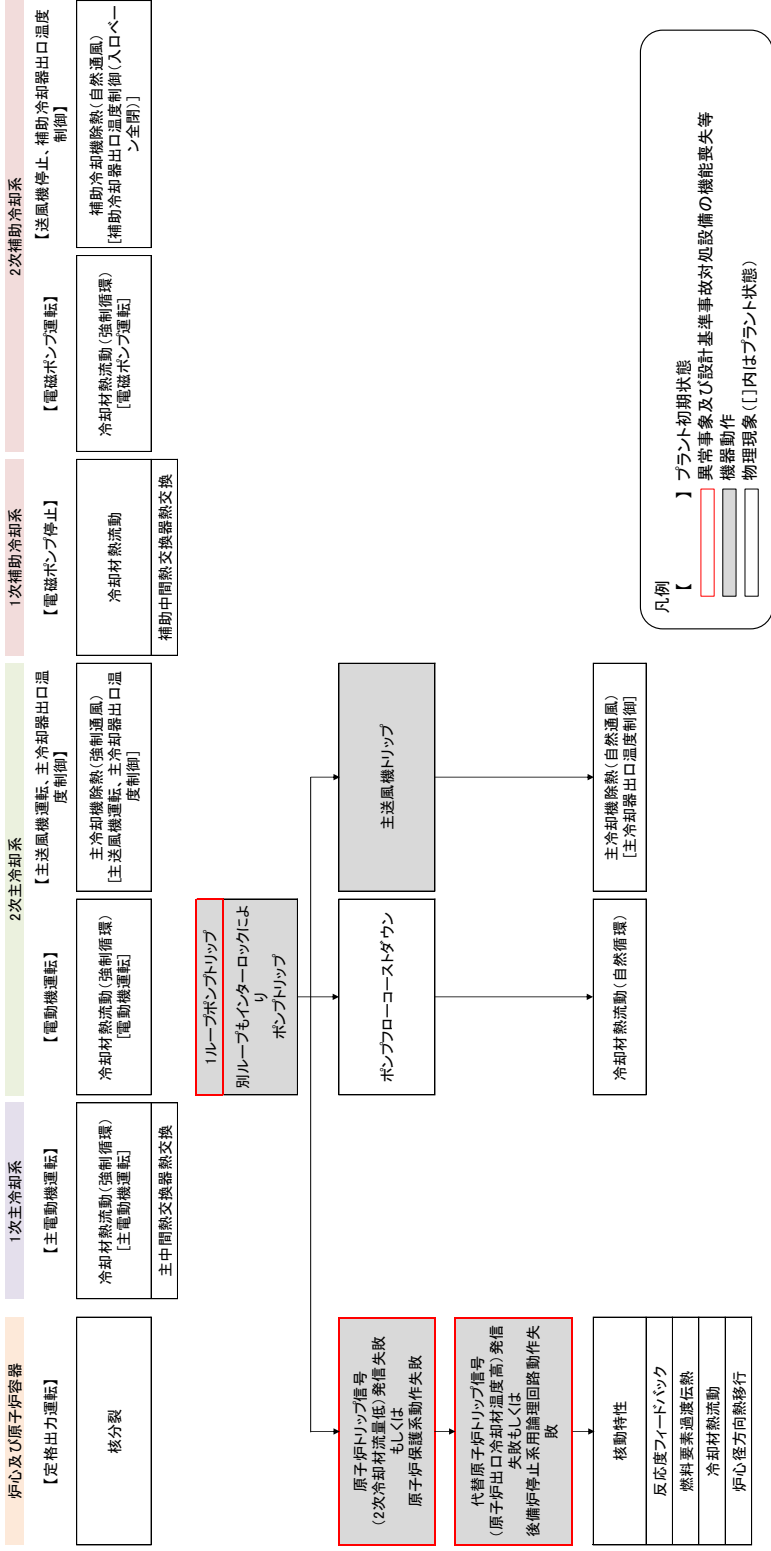 炉心及び原子炉容器
【定格出力運転】
核分裂
1次主冷却系
【主電動機運転】
冷却材熱流動(強制循環)
[主電動機運転]
主中間熱交換器熱交換
2次主冷却系
【電動機運転】
冷却材熱流動(強制循環)
[電動機運転]
【主送風機運転、主冷却器出口温
度制御】
主冷却機除熱(強制通風)
[主送風機運転、主冷却器出口温
度制御]
1次補助冷却系
【電磁ポンプ停止】
冷却材熱流動
補助中間熱交換器熱交換
2次補助冷却系
【電磁ポンプ運転】
冷却材熱流動(強制循環)
[電磁ポンプ運転]
【送風機停止、補助冷却器出口温度
制御】
補助冷却機除熱(自然通風)
[補助冷却器出口温度制御(入口ベー
ン全閉)]
1ループポンプトリップ
別ループもインターロックによ
り
ポンプトリップ
原子炉トリップ信号
(2次冷却材流量低)発信失敗
もしくは
原子炉保護系動作失敗
ポンプフローコーストダウン
主送風機トリップ
代替原子炉トリップ信号
(原子炉出口冷却材温度高)発信
失敗もしくは
後備炉停止系用論理回路動作失
敗
核動特性
反応度フィードバック
燃料要素過渡伝熱
冷却材熱流動
炉心径方向熱移行
冷却材熱流動(自然循環)
主冷却機除熱(自然通風)
[主冷却器出口温度制御]
凡例
【 】 プラント初期状態
異常事象及び設計基準事故対処設備の機能喪失等
機器動作
物理現象([]内はプラント状態)